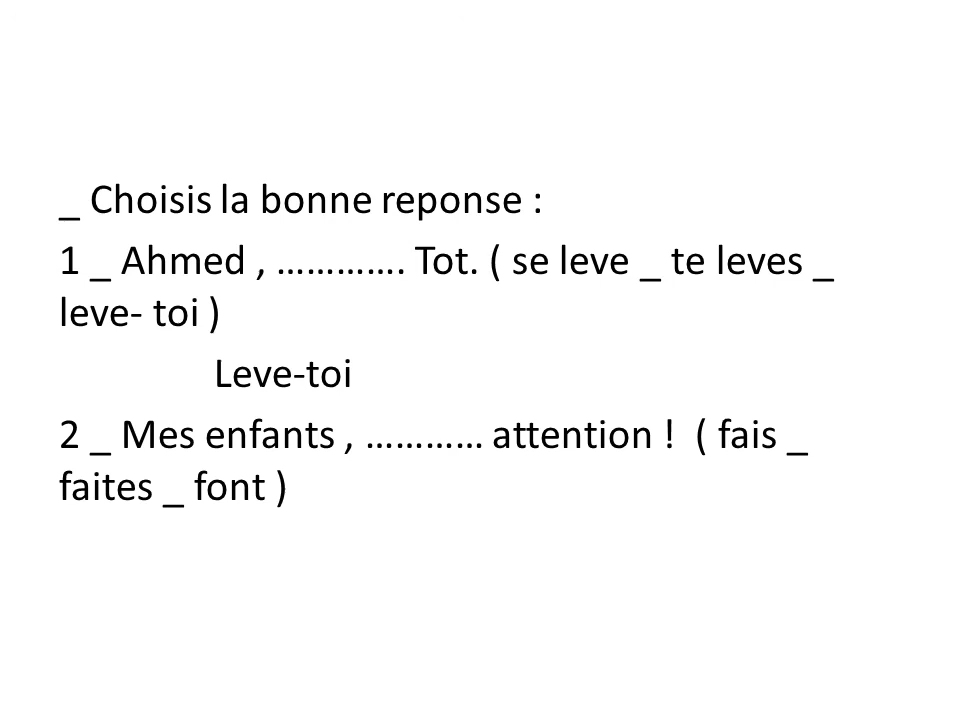 _ Choisis la bonne reponse :
1 _ Ahmed , …………. Tot. ( se leve _ te leves _
leve- toi )
Leve-toi
2 _ Mes enfants , ………… attention ! ( fais _
faites _ font )